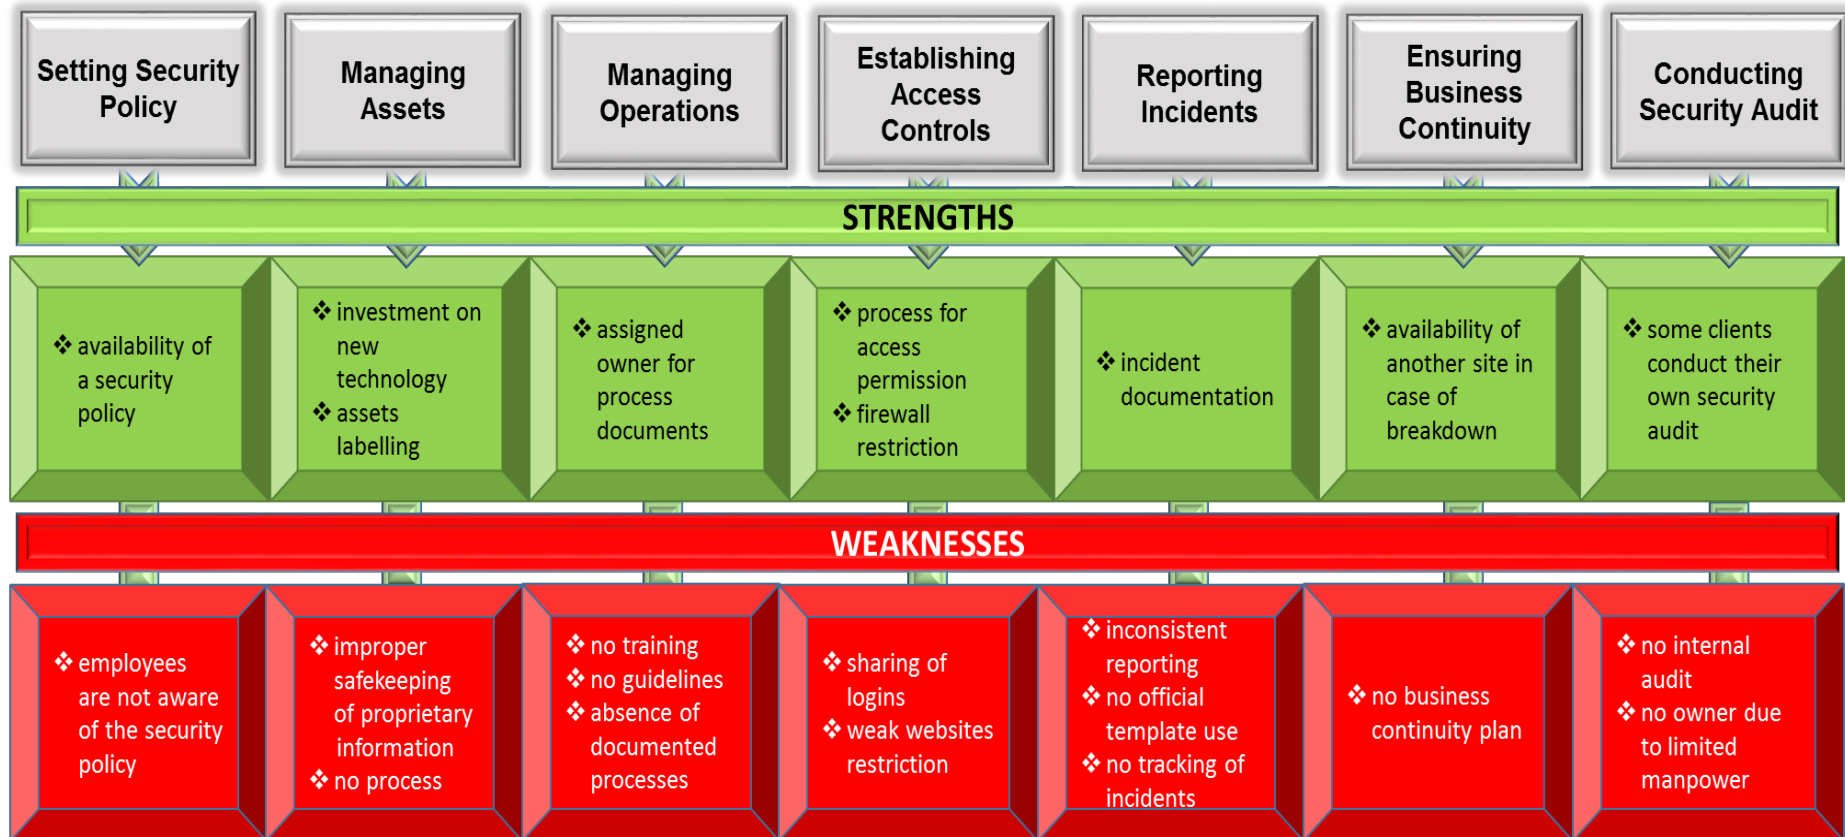 Setting Security
Policy
Managing
Assets
Managing
Operations
Establishing
Access
Controls
Reporting
Incidents
Ensuring
Business
Continuity
Conducting
Security Audit
STRENGTHS
❖ availability of
a security
policy
❖ investment on
new
technology
❖ assets
labelling
❖ assigned
owner for
process
documents
❖ process for
access
permission
❖ firewall
restriction
❖ incident
documentation
❖ availability of
another site in
case of
breakdown
❖ some clients
conduct their
own security
audit
WEAKNESSES
❖ employees
are not aware
of the security
policy
❖ improper
safekeeping
of proprietary
information
❖ no process
❖ no training
❖ no guidelines
❖ absence of
documented
processes
❖ sharing of
logins
❖ weak websites
restriction
❖ inconsistent
reporting
❖ no official
template use
❖ no tracking of
incidents
❖ no business
continuity plan
❖ no internal
audit
❖ no owner due
to limited
manpower